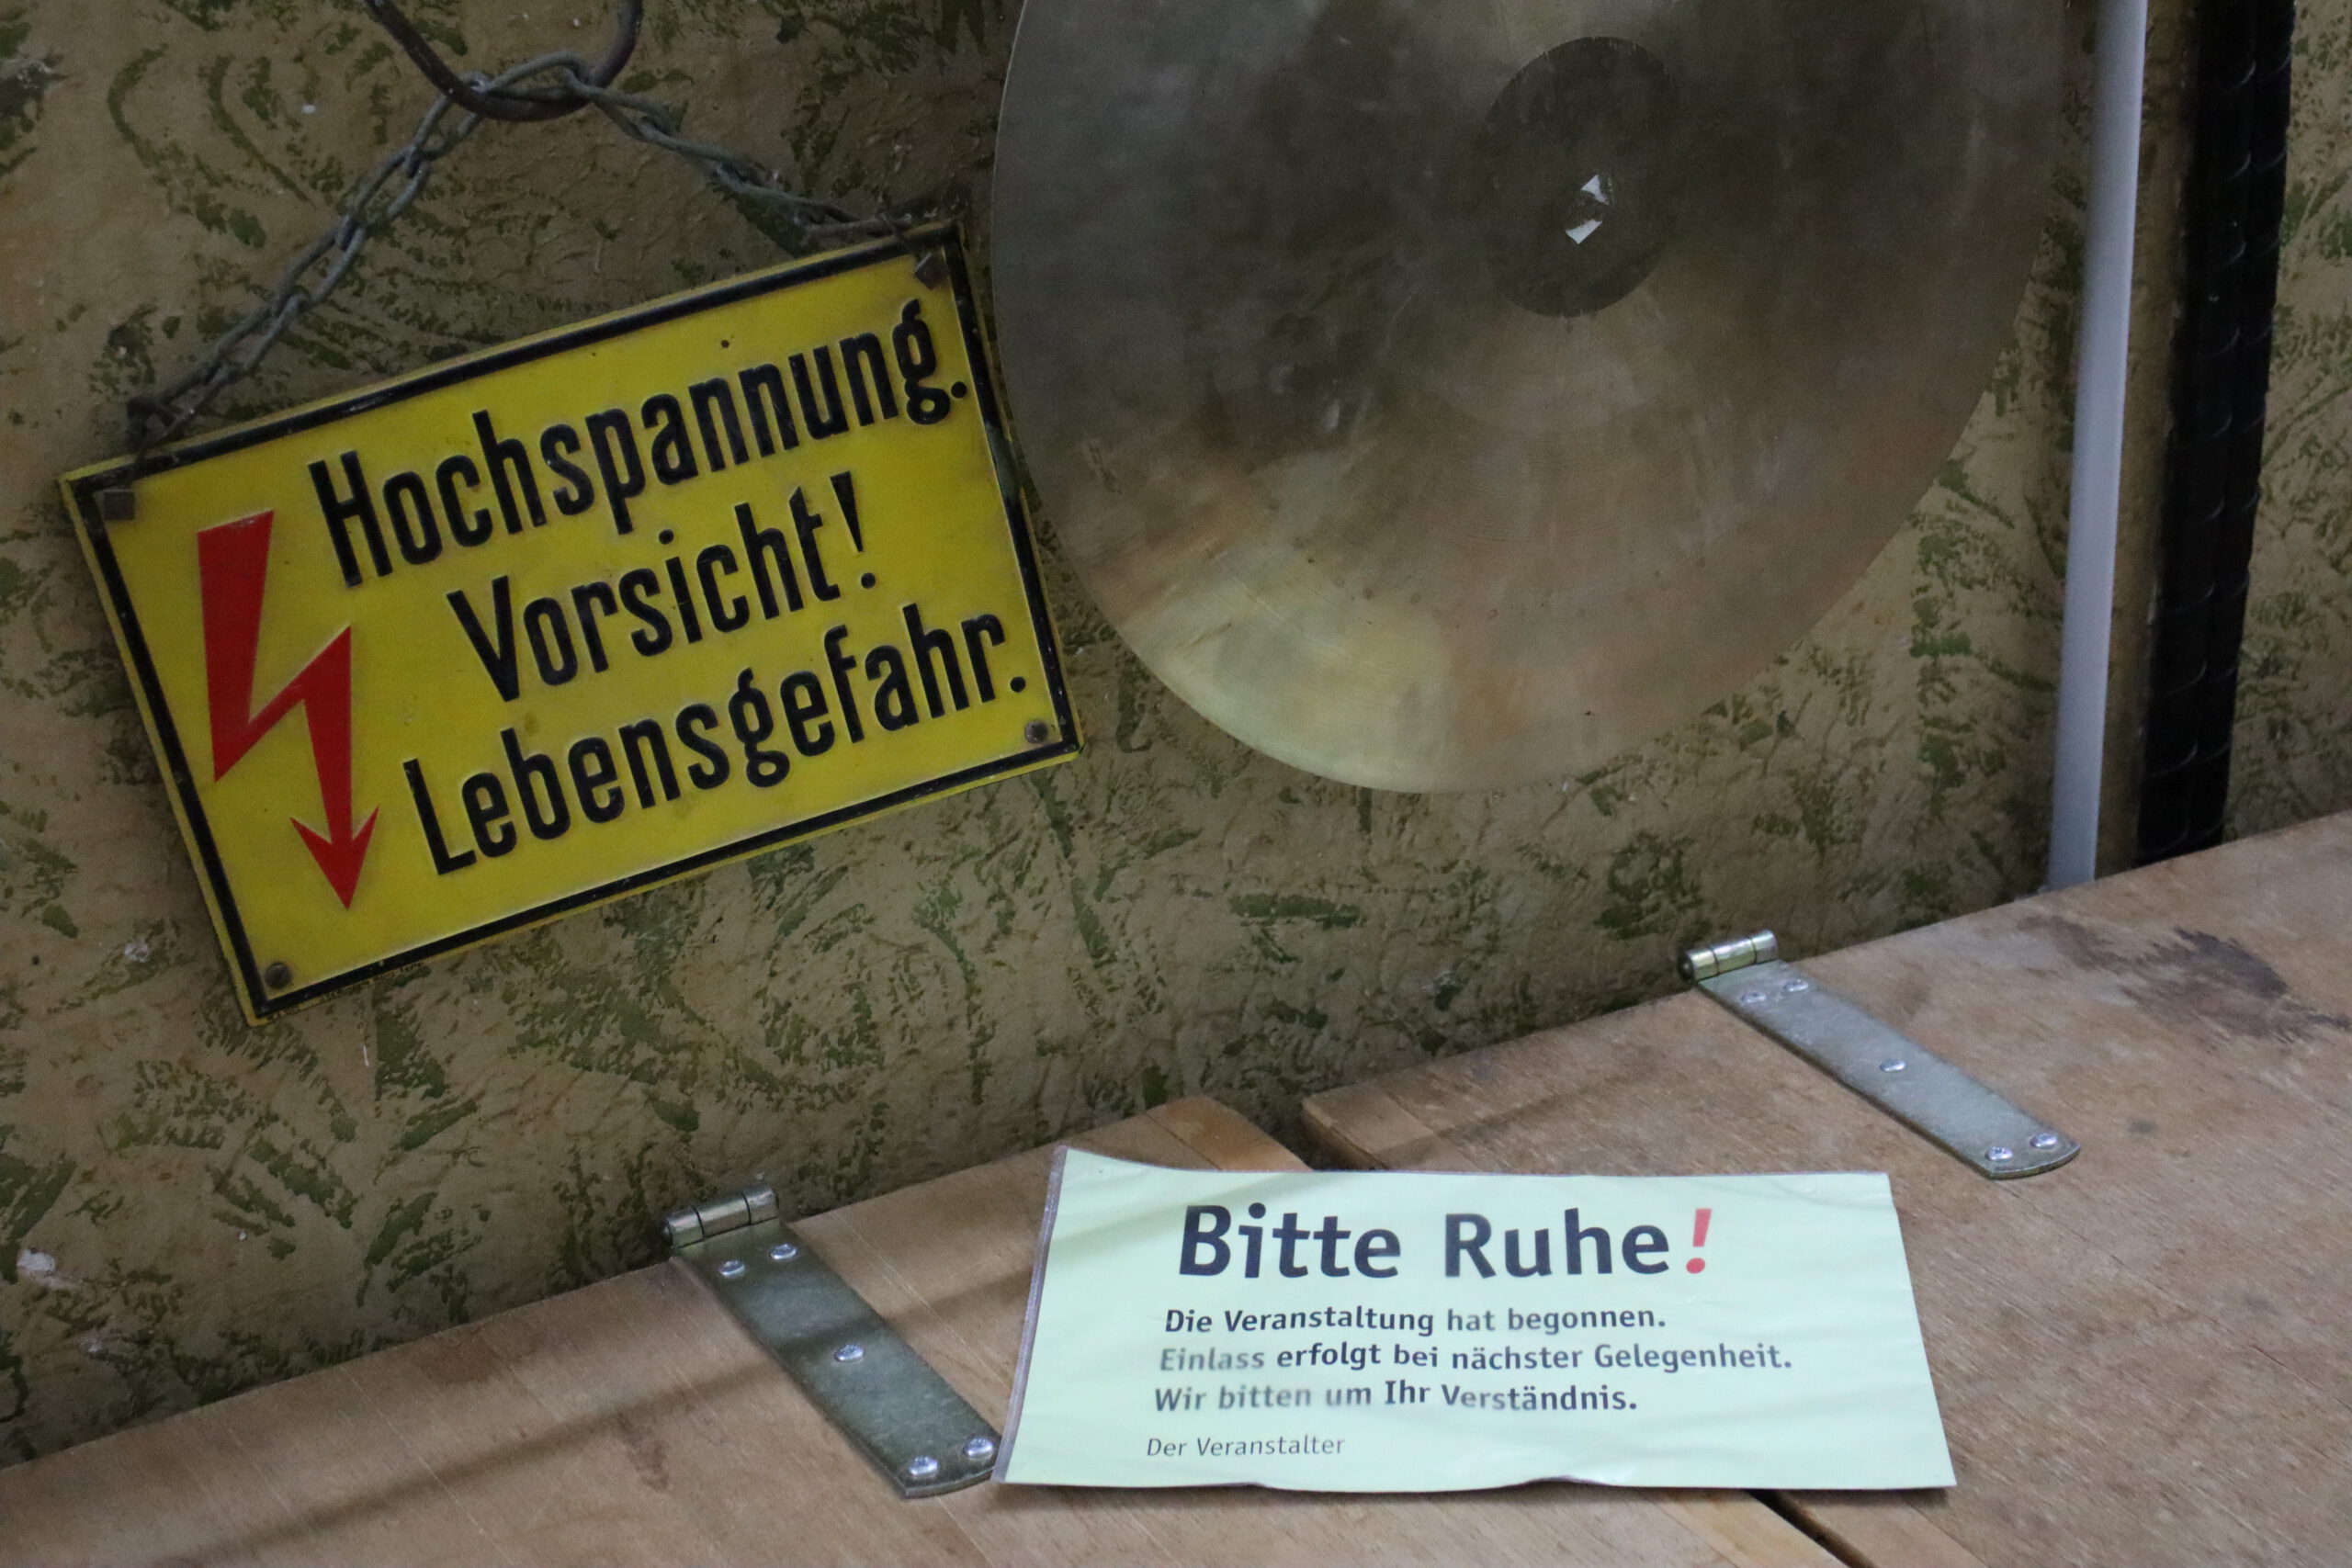 Hochspannung.
Vorsicht!
Lebensgefahr.
Bitte Ruhe!
Die Veranstaltung hat begonnen.
Einlass erfolgt bei nächster Gelegenheit.
Wir bitten um Ihr Verständnis.
Der Veranstalter